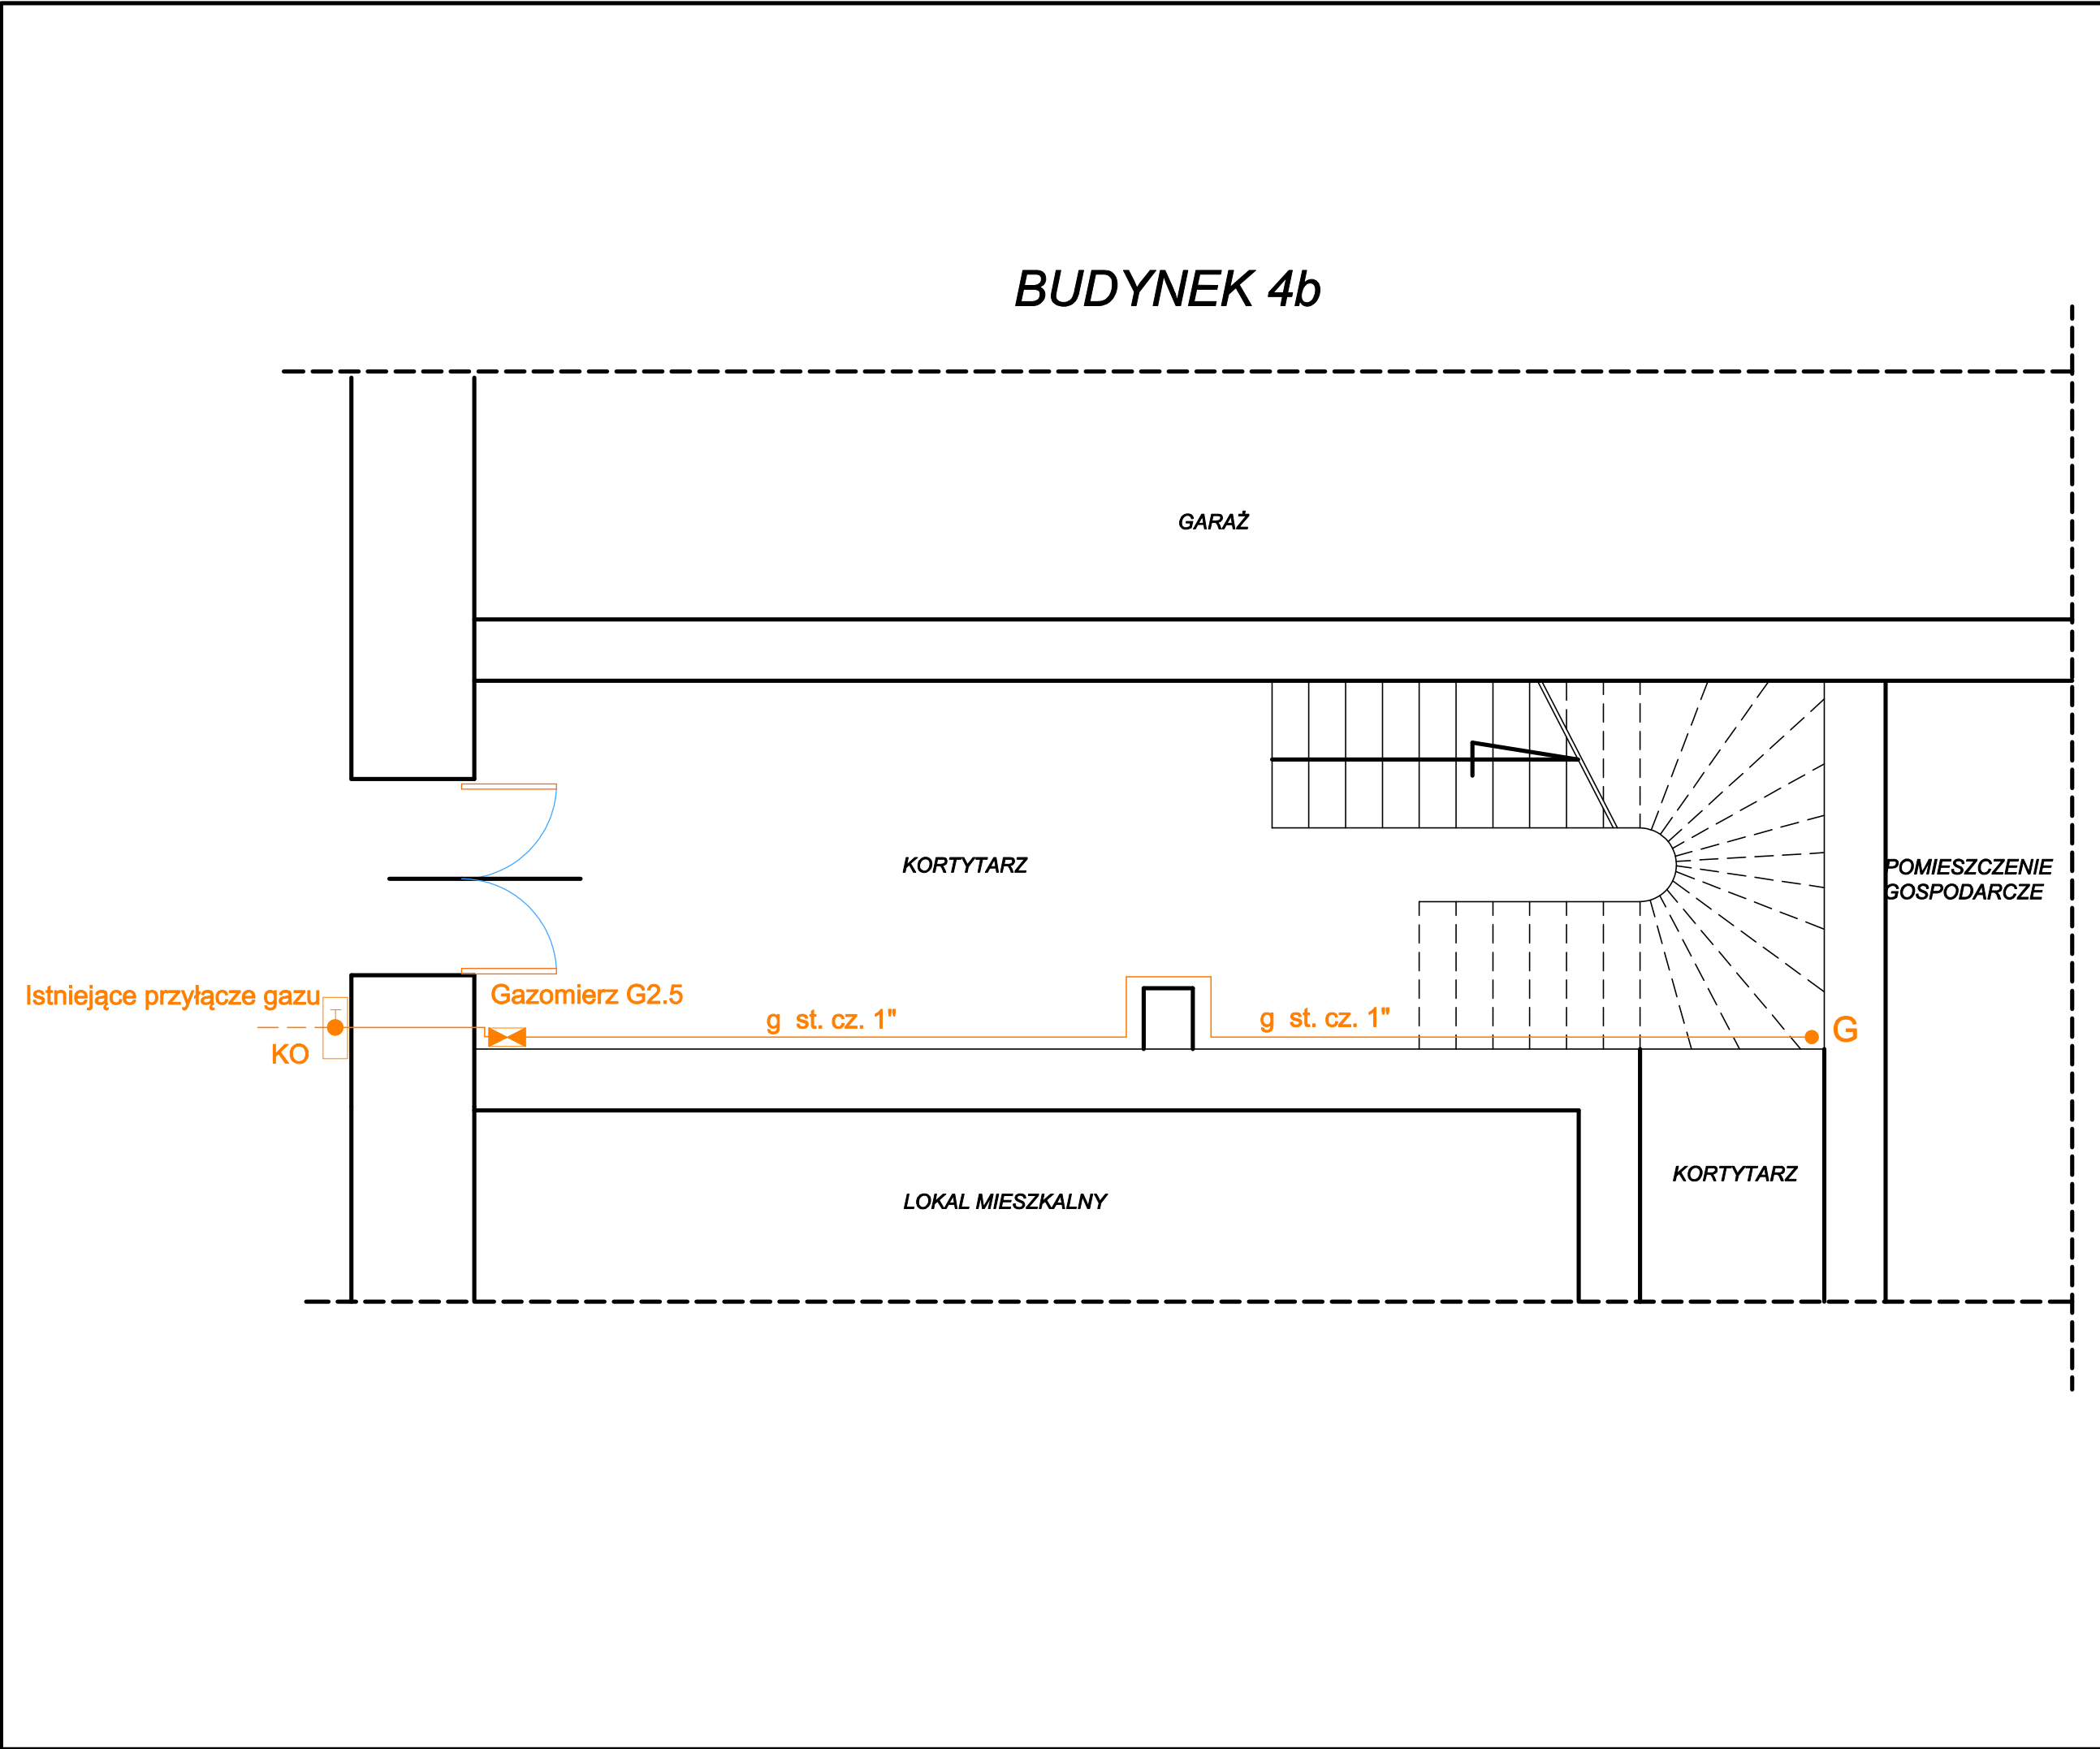 BUDYNEK 4b
GARAŻ
KORTYTARZ
POMIESZCZENIE
GOSPODARCZE
Istniejące przyłącze gazu
Gazomierz G2.5
g st. cz. 1"
g st. cz. 1"
G
KO
KORTYTARZ
LOKAL MIESZKALNY